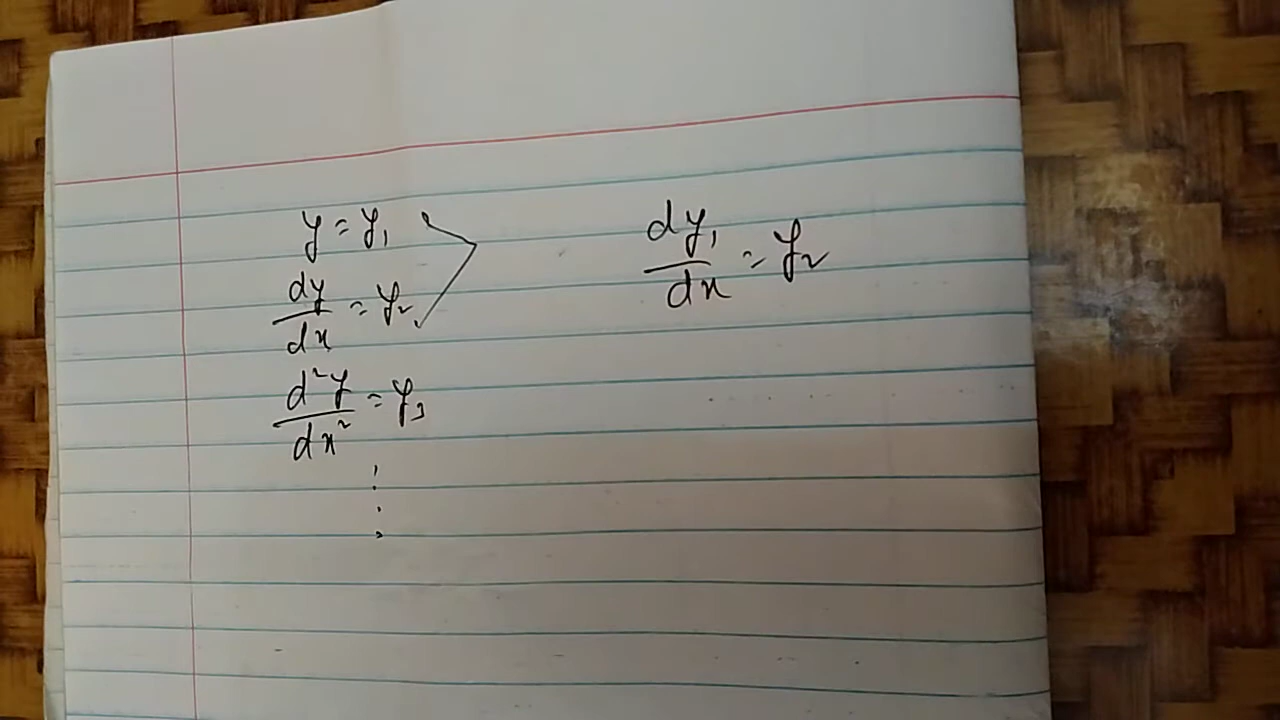 y = y₁
dy/dx = y₂
d²y/dx² = y₃
⋮
dy₁/dx = y₂